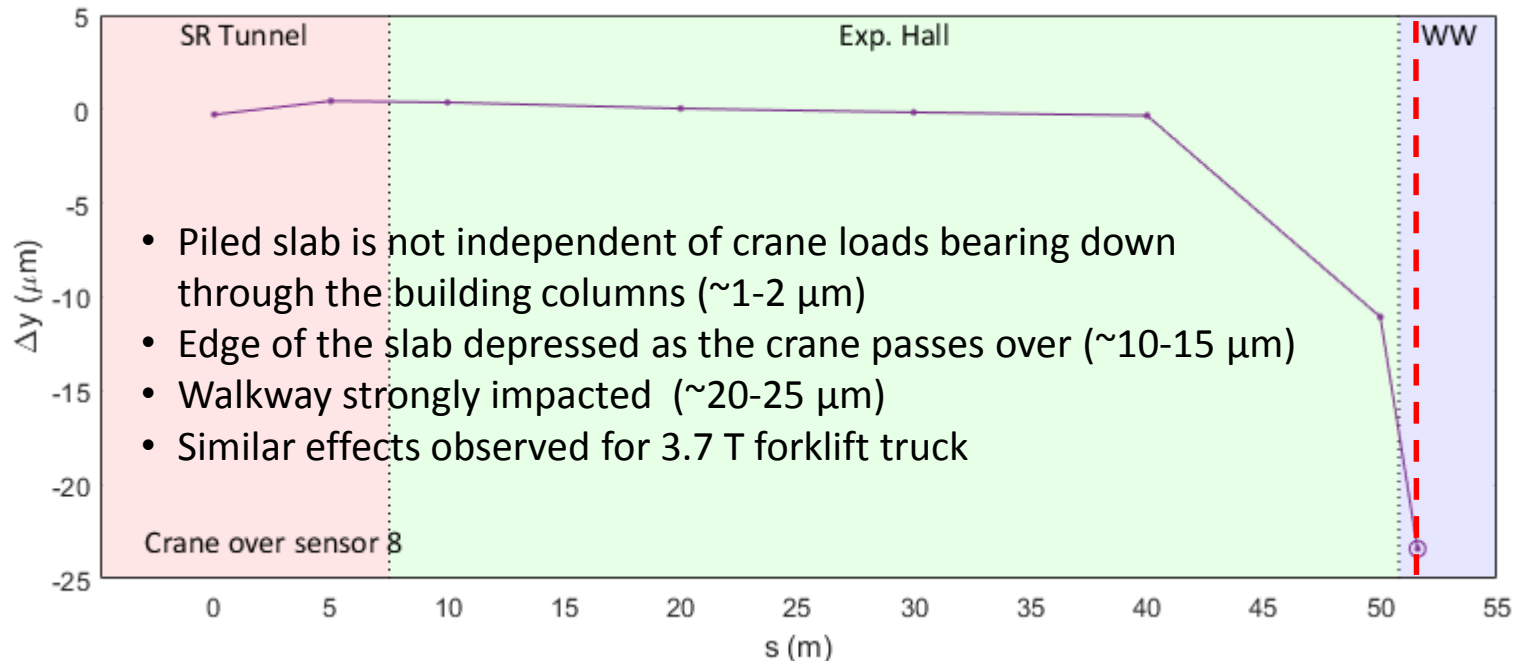 SR Tunnel
Exp. Hall
WW
5
0
-5
-10
-15
-20
-25
Δy (μm)
• Piled slab is not independent of crane loads bearing down
through the building columns (~1-2 μm)
• Edge of the slab depressed as the crane passes over (~10-15 μm)
• Walkway strongly impacted (~20-25 μm)
• Similar effects observed for 3.7 T forklift truck
Crane over sensor 8
0 5 10 15 20 25 30 35 40 45 50 55
s (m)